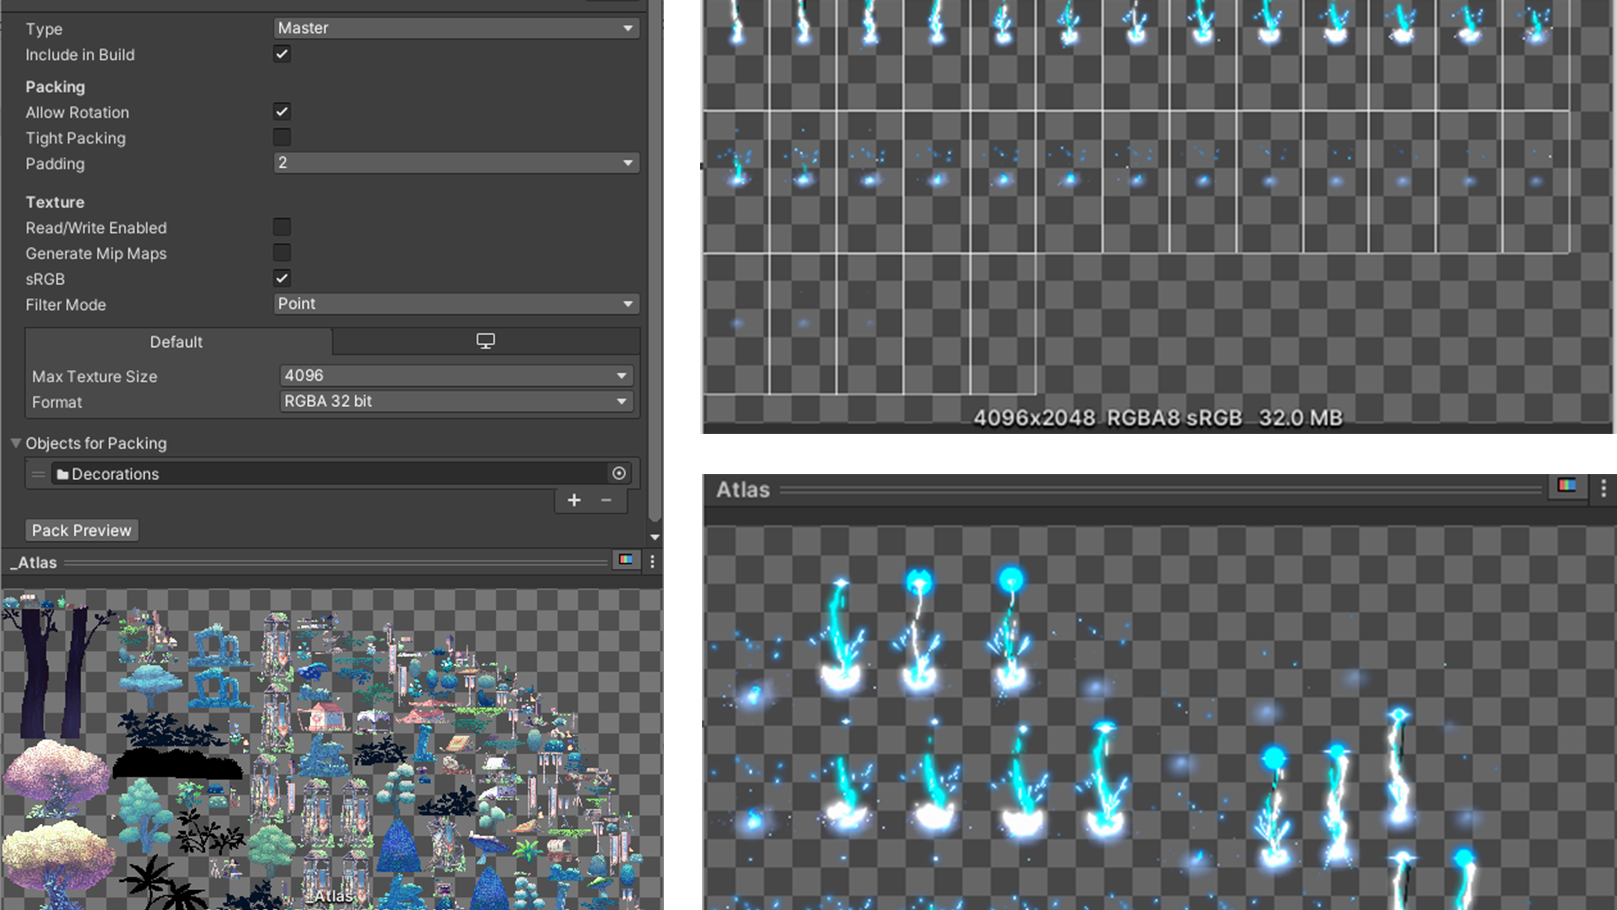 Type Master
Include in Build
Packing
Allow Rotation
Tight Packing
Padding 2
Texture
Read/Write Enabled
Generate Mip Maps
sRGB
Filter Mode Point
Default
Max Texture Size 4096
Format RGBA 32 bit
Objects for Packing
Decorations
+ −
Pack Preview
_Atlas
_Atlas
4096x2048 RGBA8 sRGB 32.0 MB
Atlas